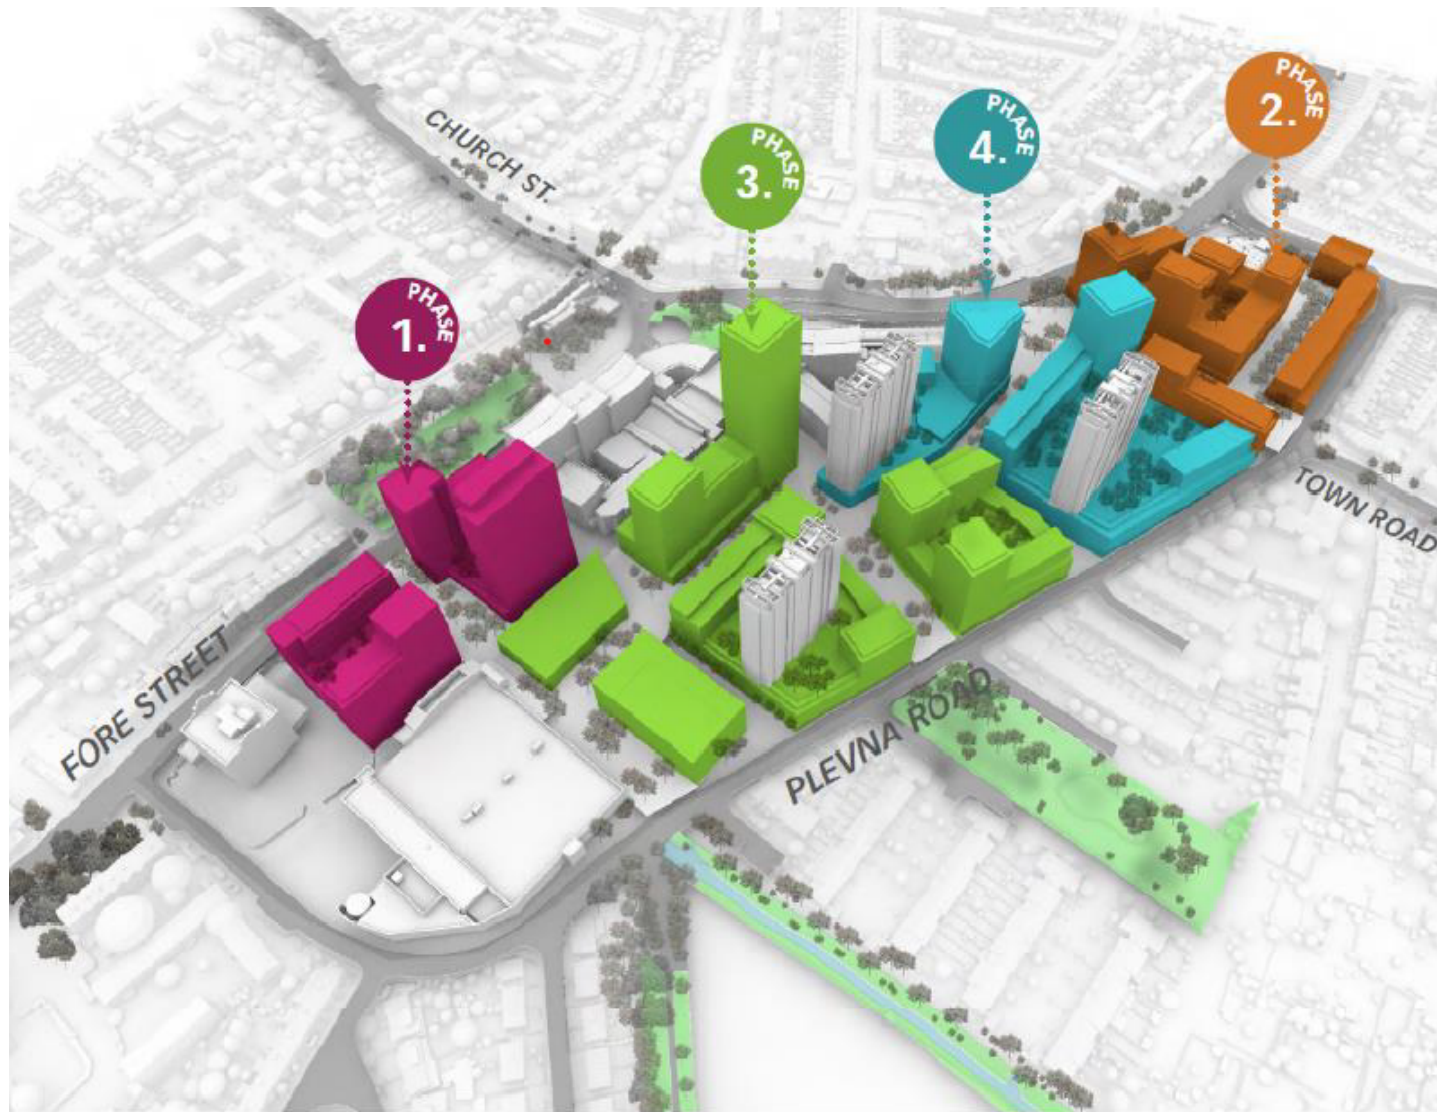 PHASE
2.
PHASE
4.
CHURCH ST.
PHASE
3.
PHASE
1.
TOWN ROAD
FORE STREET
PLEVNA ROAD